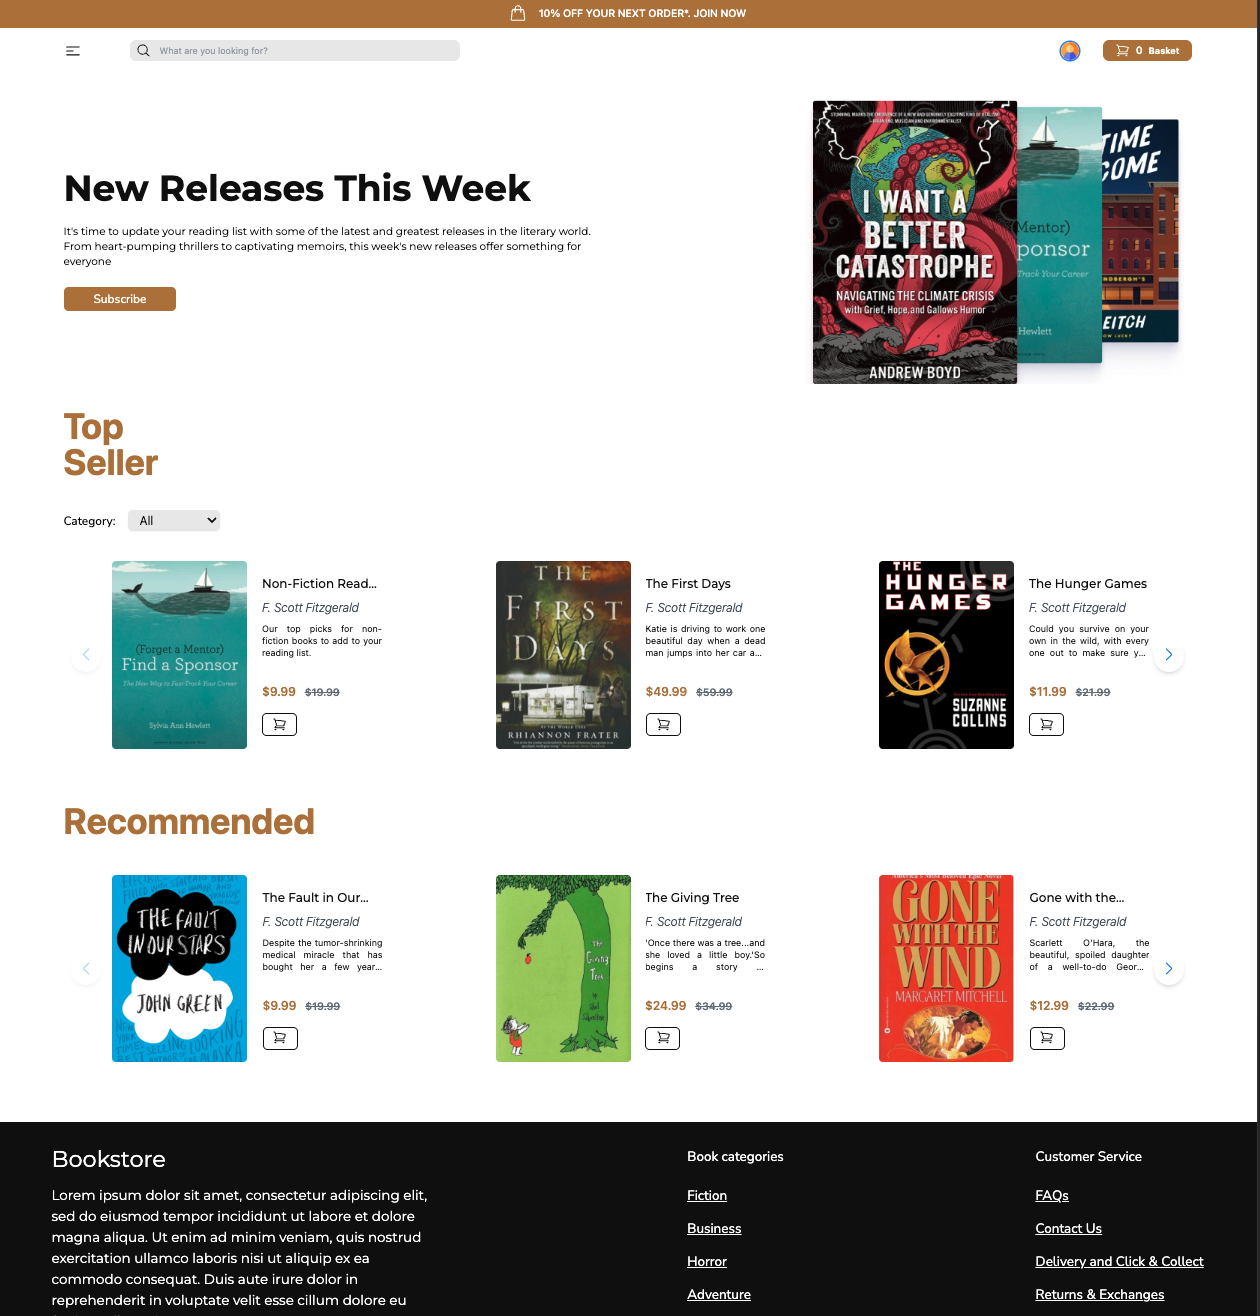 10% OFF YOUR NEXT ORDER*. JOIN NOW
What are you looking for?
0 Basket
New Releases This Week
It's time to update your reading list with some of the latest and greatest releases in the literary world.
From heart-pumping thrillers to captivating memoirs, this week's new releases offer something for
everyone
Subscribe
I WANT A
BETTER
CATASTROPHE
NAVIGATING THE CLIMATE CRISIS
with Grief, Hope, and Gallows Humor
ANDREW BOYD
Mentor)
ponsor
Track Your Career
Hewlett
TIME
COME
NDBERGH'S
EITCH
Top
Seller
Category: All
(Forget a Mentor)
Find a Sponsor
The New Way to Fast-Track Your Career
Sylvia Ann Hewlett
Non-Fiction Read...
F. Scott Fitzgerald
Our top picks for non-
fiction books to add to your
reading list.
$9.99 $19.99
THE
FIRST
DAYS
AS THE WORLD DIES
RHIANNON FRATER
The First Days
F. Scott Fitzgerald
Katie is driving to work one
beautiful day when a dead
man jumps into her car a...
$49.99 $59.99
THE
HUNGER
GAMES
SUZANNE
COLLINS
The Hunger Games
F. Scott Fitzgerald
Could you survive on your
own in the wild, with every
one out to make sure y...
$11.99 $21.99
Recommended
THE FAULT
IN OUR STARS
JOHN GREEN
The Fault in Our...
F. Scott Fitzgerald
Despite the tumor-shrinking
medical miracle that has
bought her a few year...
$9.99 $19.99
The
Giving
Tree
by Shel
Silverstein
The Giving Tree
F. Scott Fitzgerald
'Once there was a tree...and
she loved a little boy.'So
begins a story ...
$24.99 $34.99
America's Most Beloved Epic Novel
GONE
WITH THE
WIND
MARGARET MITCHELL
Gone with the...
F. Scott Fitzgerald
Scarlett O'Hara, the
beautiful, spoiled daughter
of a well-to-do Geor...
$12.99 $22.99
Bookstore
Lorem ipsum dolor sit amet, consectetur adipiscing elit,
sed do eiusmod tempor incididunt ut labore et dolore
magna aliqua. Ut enim ad minim veniam, quis nostrud
exercitation ullamco laboris nisi ut aliquip ex ea
commodo consequat. Duis aute irure dolor in
reprehenderit in voluptate velit esse cillum dolore eu
Book categories
Fiction
Business
Horror
Adventure
Customer Service
FAQs
Contact Us
Delivery and Click & Collect
Returns & Exchanges